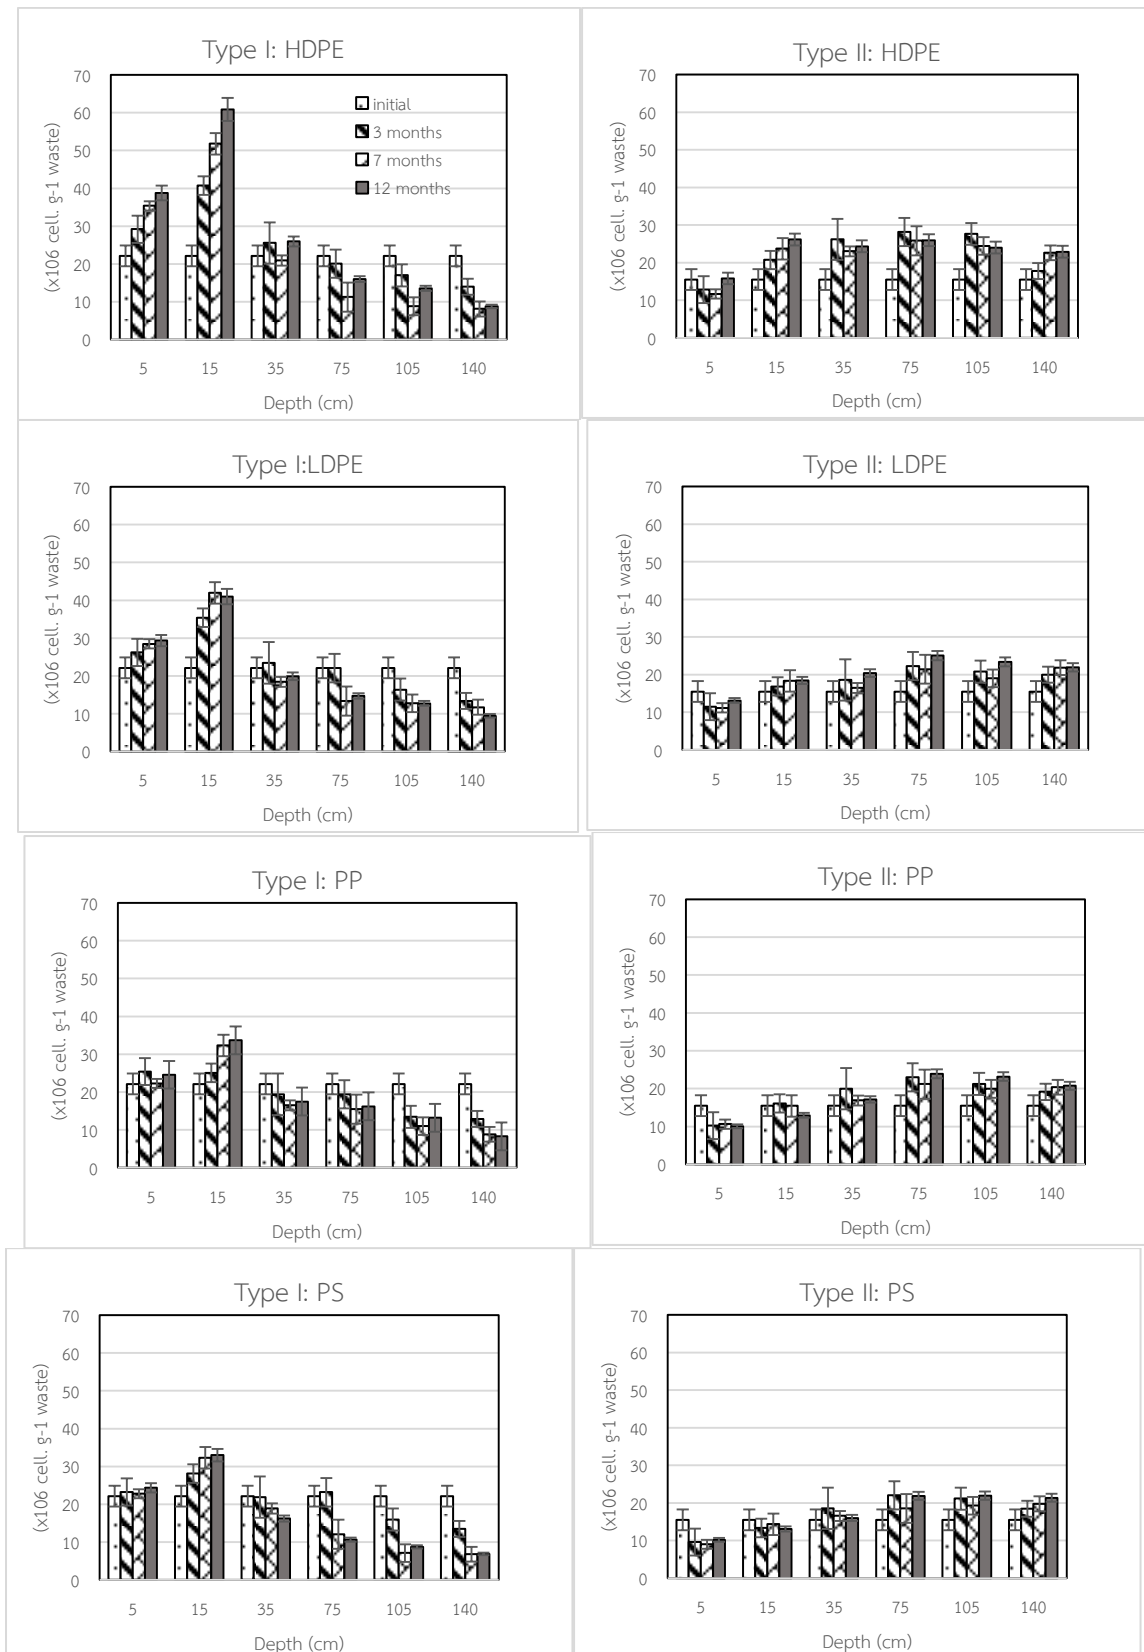 Type I: HDPE
70
60
50
40
30
20
10
0
(x106 cell. g-1 waste)
initial
3 months
7 months
12 months
5 15 35 75 105 140
Depth (cm)
Type II: HDPE
70
60
50
40
30
20
10
0
(x106 cell. g-1 waste)
5 15 35 75 105 140
Depth (cm)
Type I:LDPE
70
60
50
40
30
20
10
0
(x106 cell. g-1 waste)
5 15 35 75 105 140
Depth (cm)
Type II: LDPE
70
60
50
40
30
20
10
0
(x106 cell. g-1 waste)
5 15 35 75 105 140
Depth (cm)
Type I: PP
70
60
50
40
30
20
10
0
(x106 cell. g-1 waste)
5 15 35 75 105 140
Depth (cm)
Type II: PP
70
60
50
40
30
20
10
0
(x106 cell. g-1 waste)
5 15 35 75 105 140
Depth (cm)
Type I: PS
70
60
50
40
30
20
10
0
(x106 cell. g-1 waste)
5 15 35 75 105 140
Depth (cm)
Type II: PS
70
60
50
40
30
20
10
0
(x106 cell. g-1 waste)
5 15 35 75 105 140
Depth (cm)